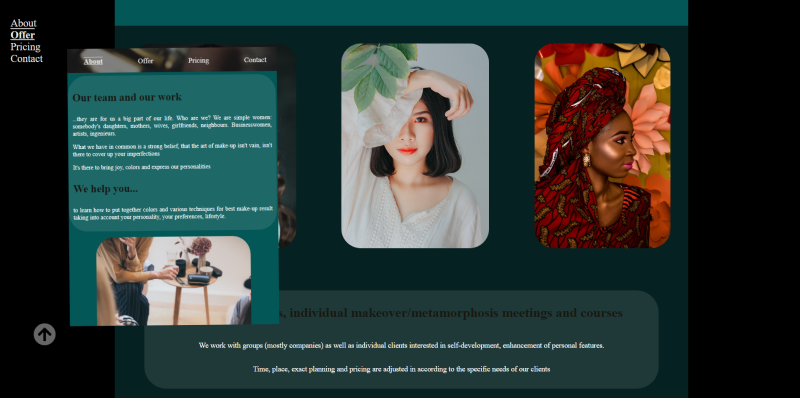 About
Offer
Pricing
Contact
About Offer Pricing Contact
Our team and our work
...they are for us a big part of our life. Who are we? We are simple women:
somebody's daughters, mothers, wives, girlfriends, neighbours. Businesswomen,
artists, ingenieurs.
What we have in common is a strong belief, that the art of make-up isn't vain, isn't
there to cover up your imperfections
It's there to bring joy, colors and express our personalities
We help you...
to learn how to put together colors and various techniques for best make-up result
taking into account your personality, your preferences, lifestyle.
individual makeover/metamorphosis meetings and courses
We work with groups (mostly companies) as well as individual clients interested in self-development, enhancement of personal features.
Time, place, exact planning and pricing are adjusted in according to the specific needs of our clients